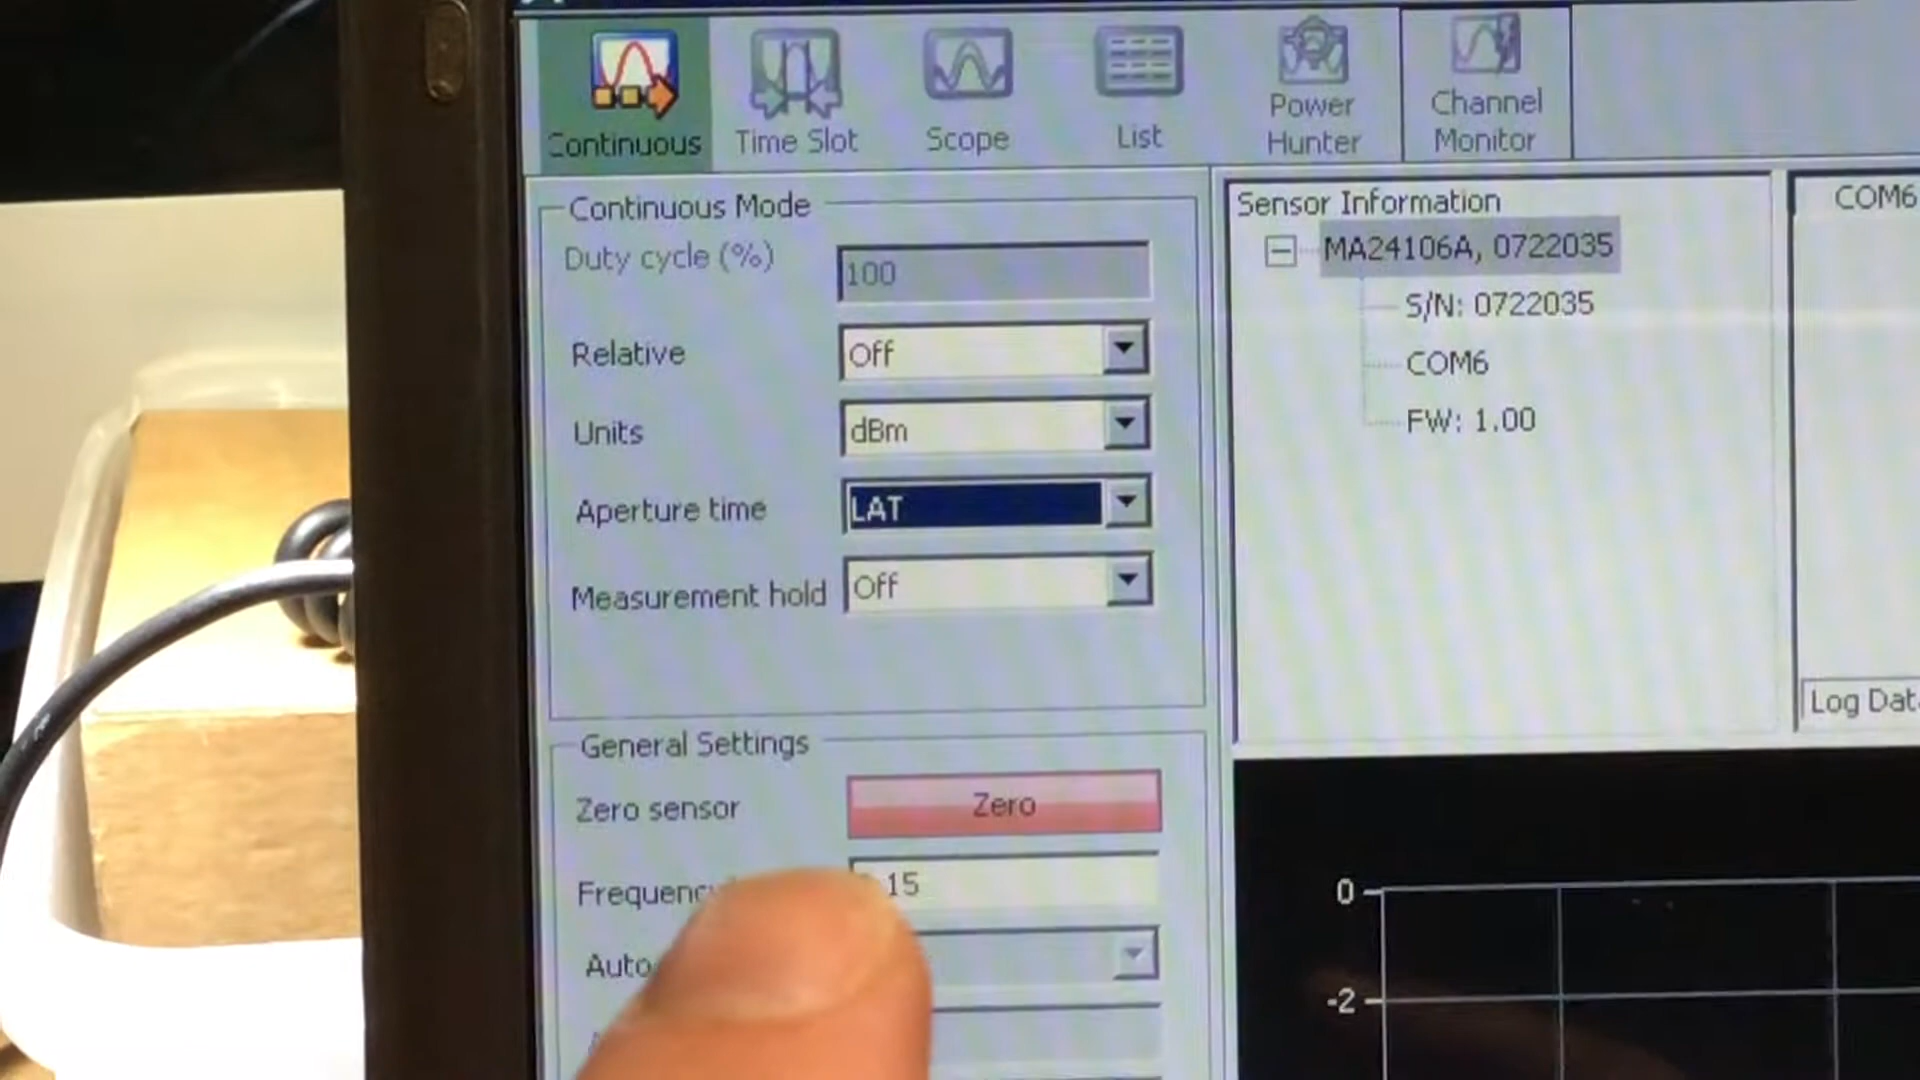 Continuous
Time Slot
Scope
List
Power
Hunter
Channel
Monitor
Continuous Mode
Duty cycle (%)
100
Relative
Off
Units
dBm
Aperture time
LAT
Measurement hold
Off
General Settings
Zero sensor
Zero
Frequency
15
Auto
Sensor Information
MA24106A, 0722035
S/N: 0722035
COM6
FW: 1.00
COM6
Log Data
0
-2